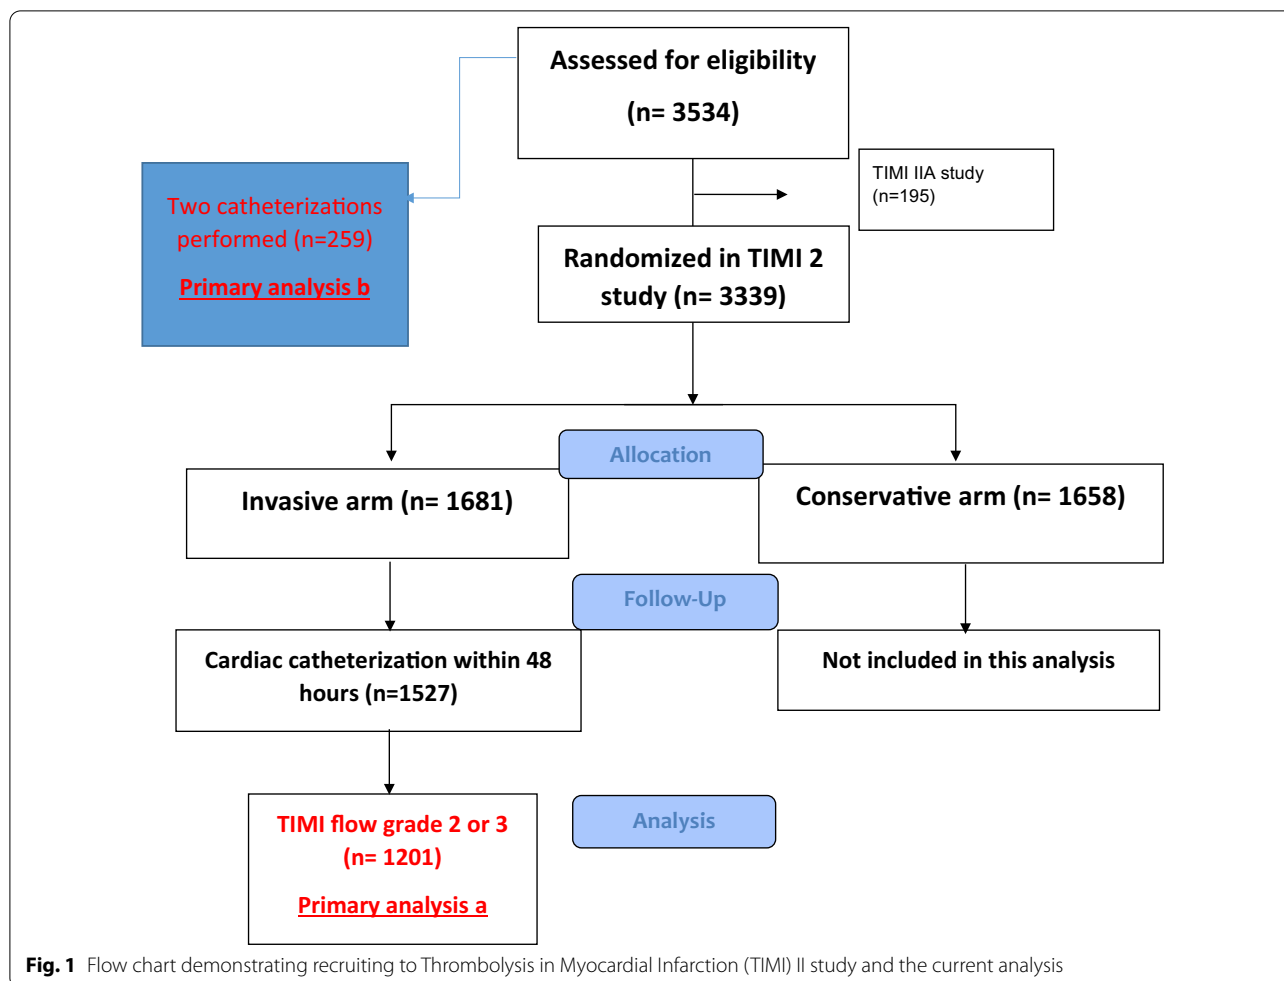 Assessed for eligibility
(n= 3534)
TIMI IIA study
(n=195)
Two catheterizations
performed (n=259)
Primary analysis b
Randomized in TIMI 2
study (n= 3339)
Allocation
Invasive arm (n= 1681)
Conservative arm (n= 1658)
Follow-Up
Cardiac catheterization within 48
hours (n=1527)
Not included in this analysis
TIMI flow grade 2 or 3
(n= 1201)
Primary analysis a
Analysis
Fig. 1 Flow chart demonstrating recruiting to Thrombolysis in Myocardial Infarction (TIMI) II study and the current analysis